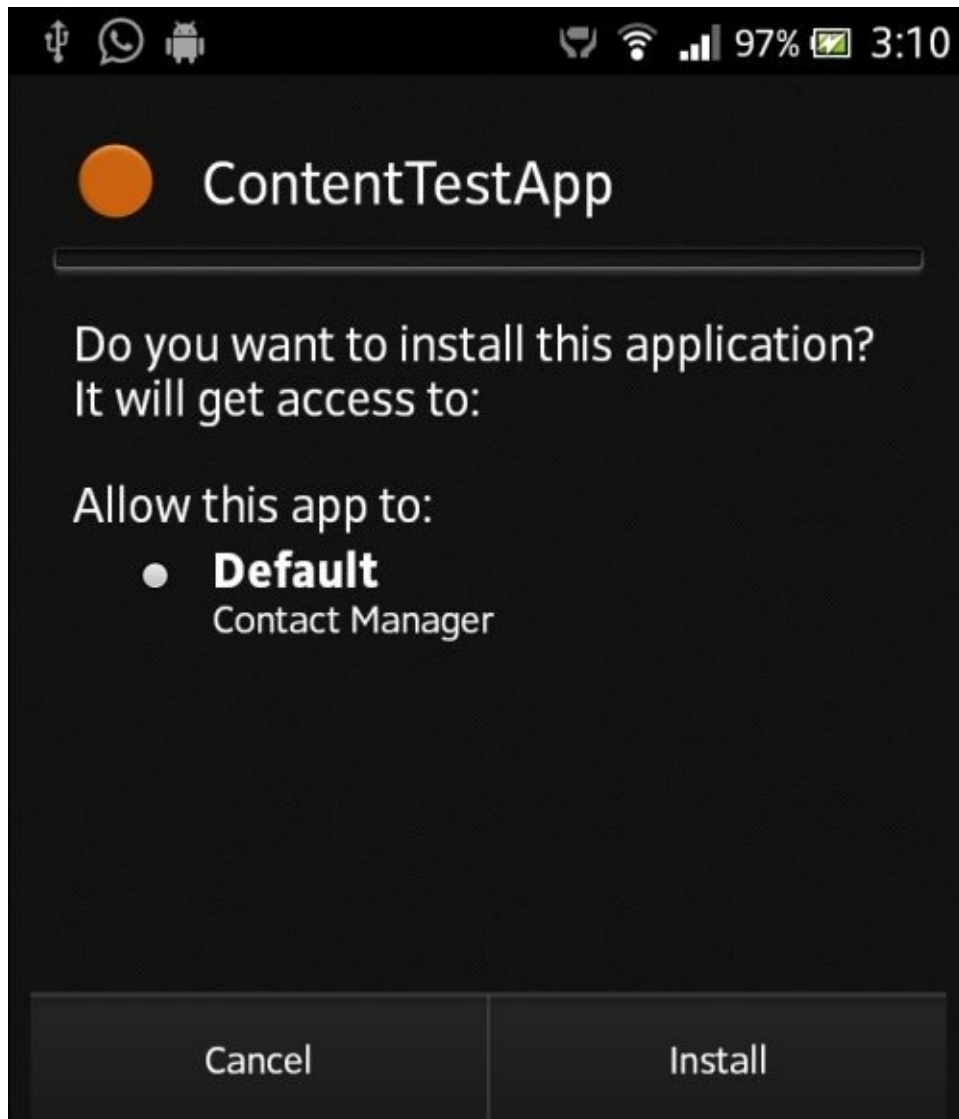 97% 3:10
ContentTestApp
Do you want to install this application?
It will get access to:
Allow this app to:
Default
Contact Manager
Cancel Install